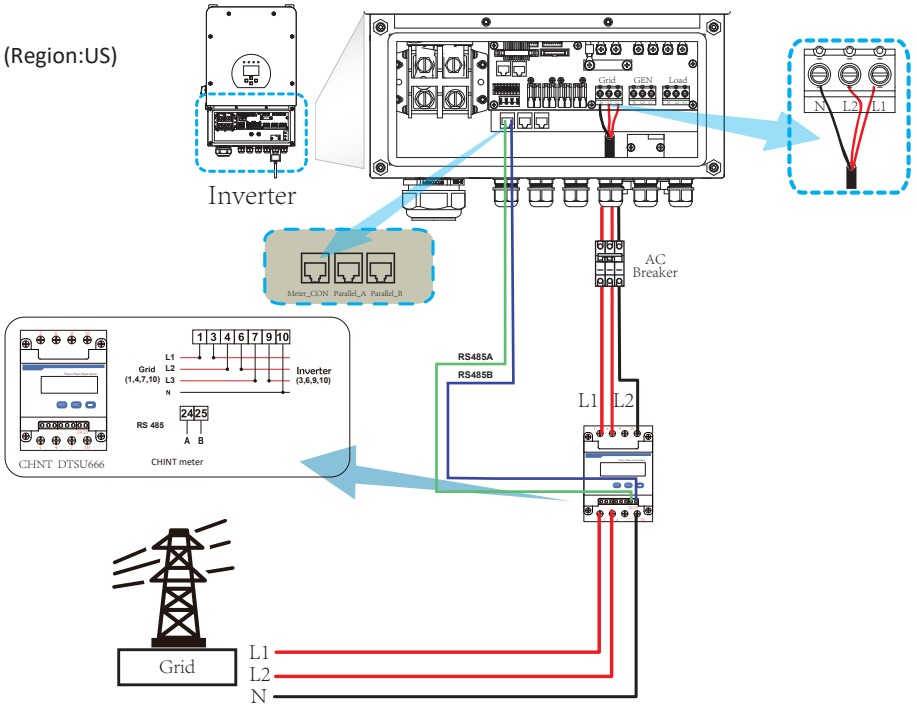 (Region:US)
Inverter
Grid GEN Load
N L2 L1
Meter_CON Parallel_A Parallel_B
AC
Breaker
RS485A
RS485B
L1 L2
1 3 4 6 7 9 10
L1
Grid L2 Inverter
(1,4,7,10) L3 (3,6,9,10)
N
24 25
RS 485
A B
CHNT DTSU666 CHINT meter
Grid
L1
L2
N